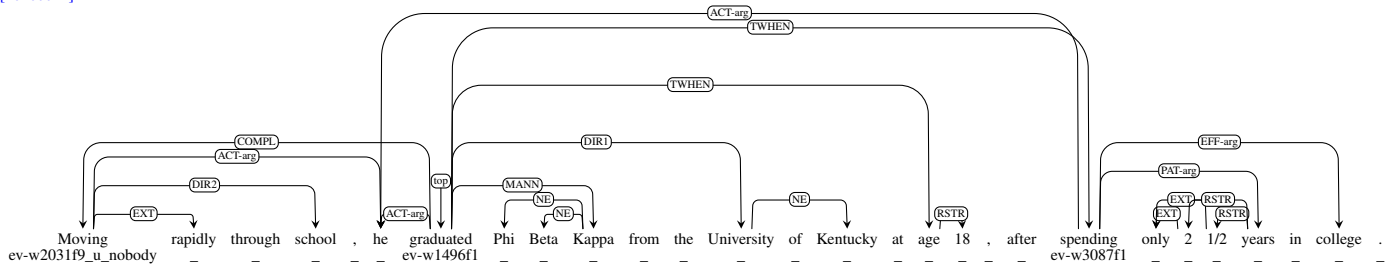 ACT-arg
TWHEN
TWHEN
COMPL DIR1 EFF-arg
ACT-arg
PAT-arg
DIR2 top MANN
NE NE EXT RSTR
EXT ACT-arg NE RSTR EXT RSTR
Moving rapidly through school , he graduated Phi Beta Kappa from the University of Kentucky at age 18 , after spending only 2 1/2 years in college .
ev-w2031f9_u_nobody _ _ _ _ _ ev-w1496f1 _ _ _ _ _ _ _ _ _ _ _ _ _ ev-w3087f1 _ _ _ _ _ _ _